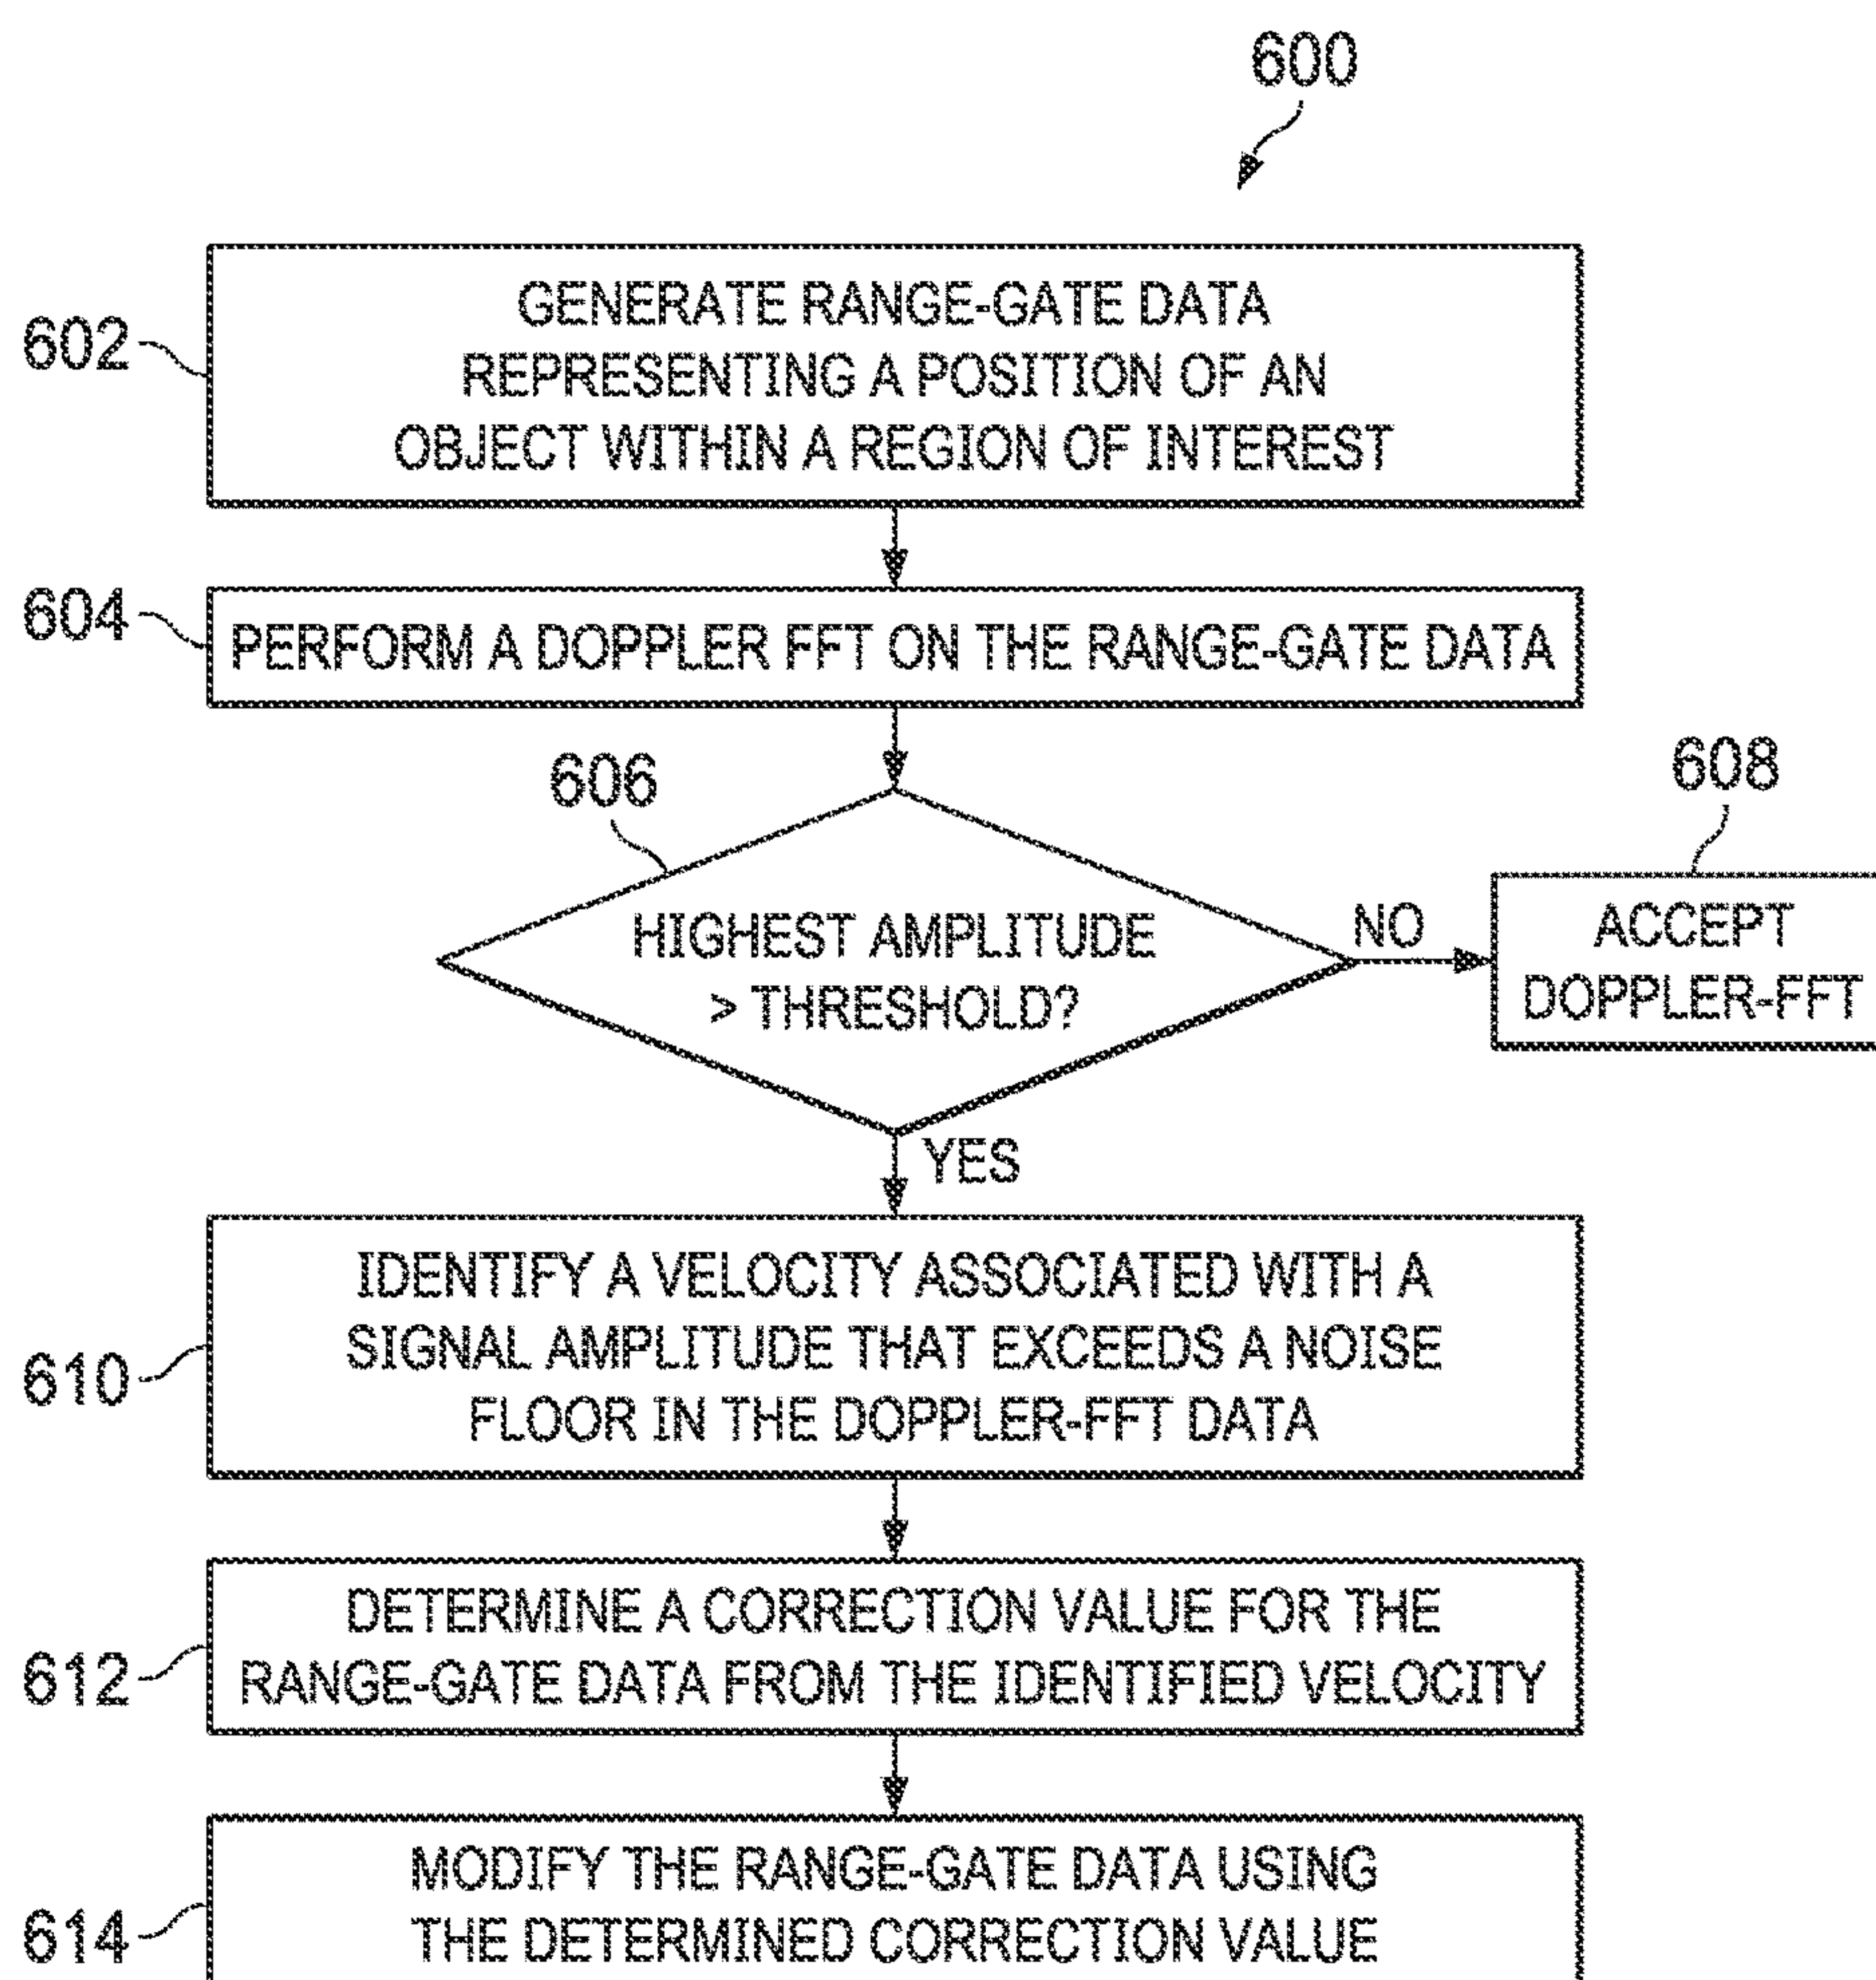 600
602
GENERATE RANGE-GATE DATA
REPRESENTING A POSITION OF AN
OBJECT WITHIN A REGION OF INTEREST
604
PERFORM A DOPPLER FFT ON THE RANGE-GATE DATA
606
HIGHEST AMPLITUDE
> THRESHOLD?
NO
608
ACCEPT
DOPPLER-FFT
YES
610
IDENTIFY A VELOCITY ASSOCIATED WITH A
SIGNAL AMPLITUDE THAT EXCEEDS A NOISE
FLOOR IN THE DOPPLER-FFT DATA
612
DETERMINE A CORRECTION VALUE FOR THE
RANGE-GATE DATA FROM THE IDENTIFIED VELOCITY
614
MODIFY THE RANGE-GATE DATA USING
THE DETERMINED CORRECTION VALUE